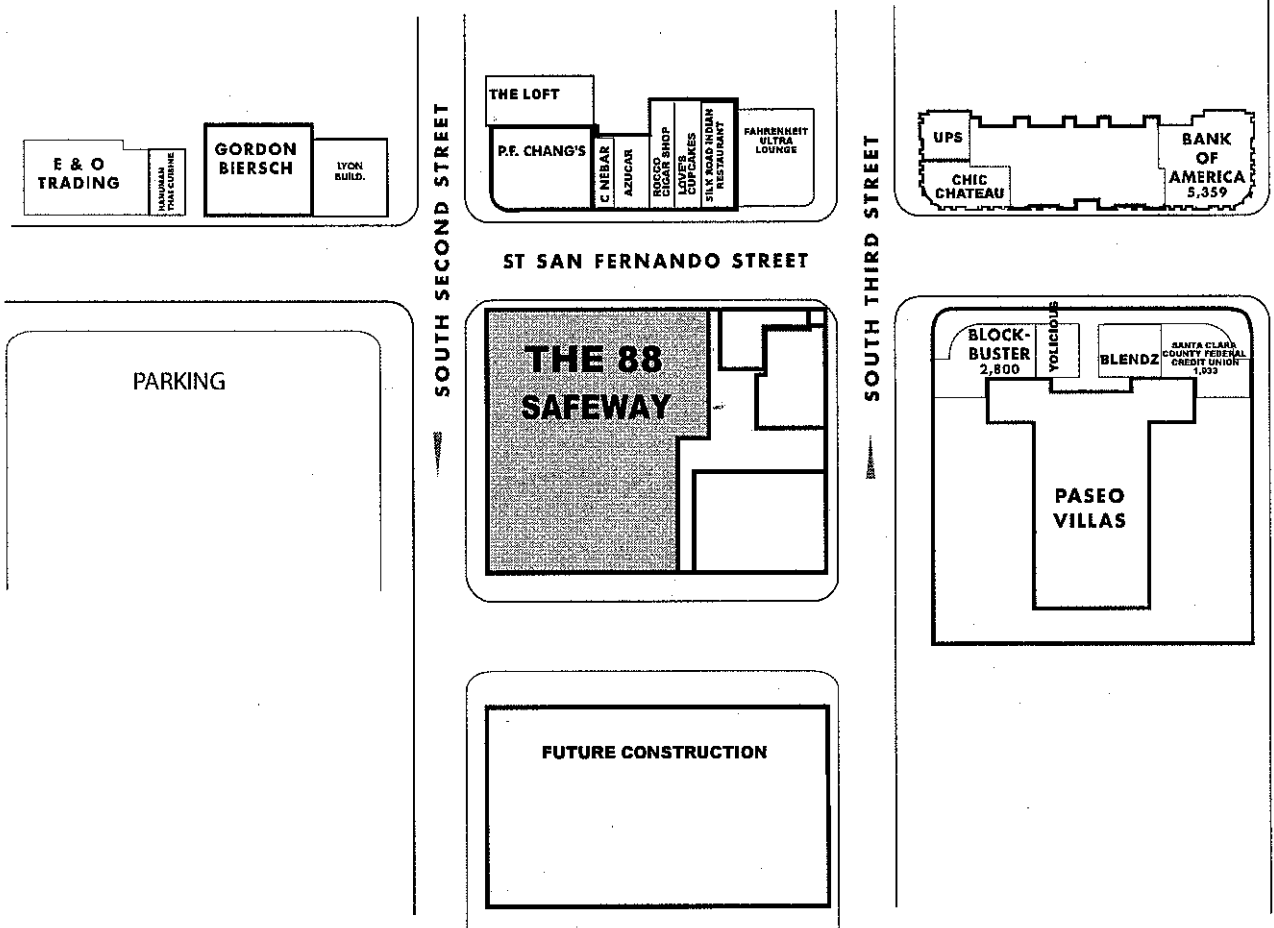 THE LOFT
E & O
TRADING
HANUMAN
THAI CUISINE
GORDON
BIERSCH
LYON
BUILD.
SOUTH SECOND STREET
P.F. CHANG'S
C NEBAR
AZUCAR
ROCCO
CIGAR SHOP
LOVE'S
CUPCAKES
SILK ROAD INDIAN
RESTAURANT
FAHRENHEIT
ULTRA
LOUNGE
SOUTH THIRD STREET
UPS
CHIC
CHATEAU
BANK
OF
AMERICA
5,359
ST SAN FERNANDO STREET
PARKING
THE 88
SAFEWAY
BLOCK-
BUSTER
2,800
YOLICIOUS
BLENDZ
SANTA CLARA
COUNTY FEDERAL
CREDIT UNION
1,933
PASEO
VILLAS
FUTURE CONSTRUCTION